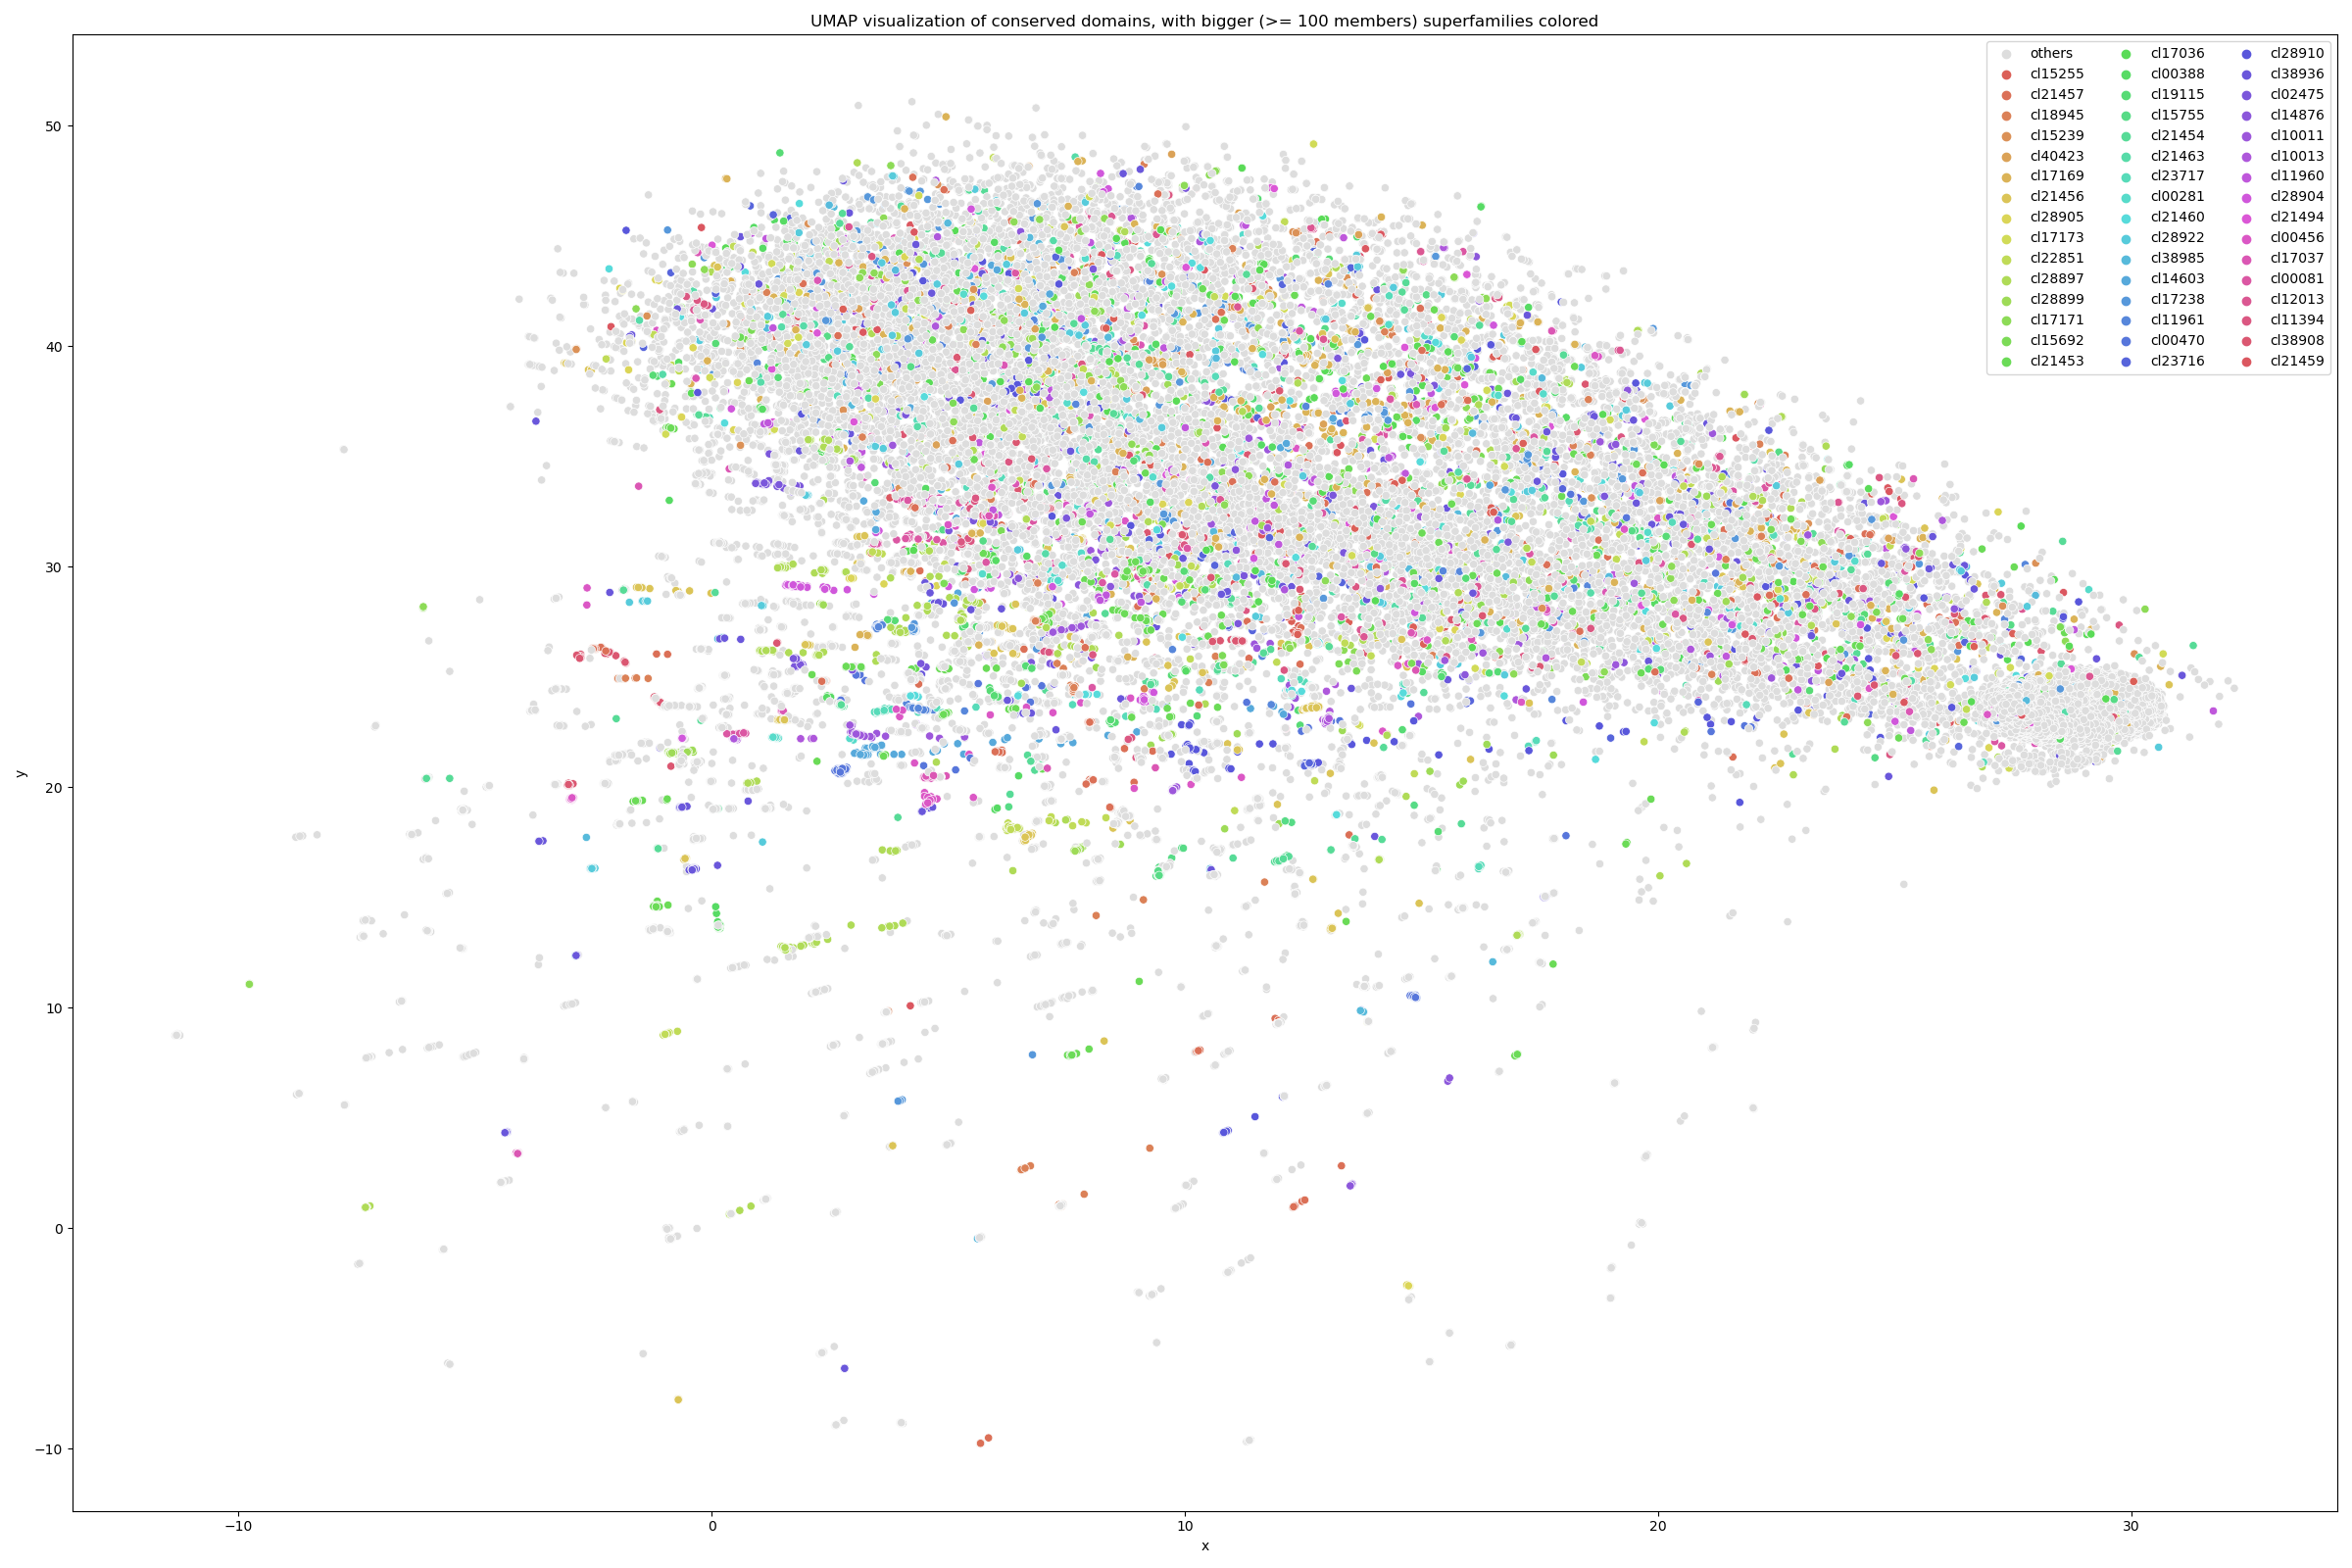 UMAP visualization of conserved domains, with bigger (>= 100 members) superfamilies colored
others cl17036 cl28910
cl15255 cl00388 cl38936
cl21457 cl19115 cl02475
cl18945 cl15755 cl14876
cl15239 cl21454 cl10011
cl40423 cl21463 cl10013
cl17169 cl23717 cl11960
cl21456 cl00281 cl28904
cl28905 cl21460 cl21494
cl17173 cl28922 cl00456
cl22851 cl38985 cl17037
cl28897 cl14603 cl00081
cl28899 cl17238 cl12013
cl17171 cl11961 cl11394
cl15692 cl00470 cl38908
cl21453 cl23716 cl21459
50
40
30
20
10
0
−10
y
−10 0 10 20 30
x